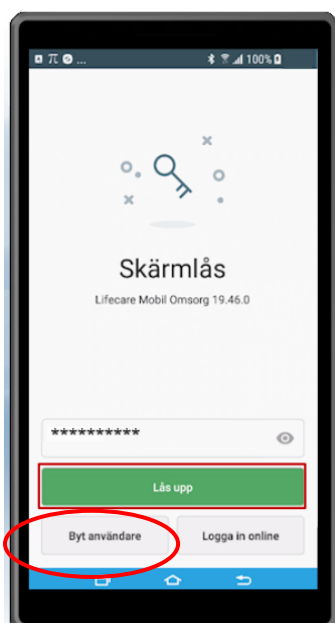 π ... 100%
Skärmlås
Lifecare Mobil Omsorg 19.46.0
**********
Lås upp
Byt användare
Logga in online